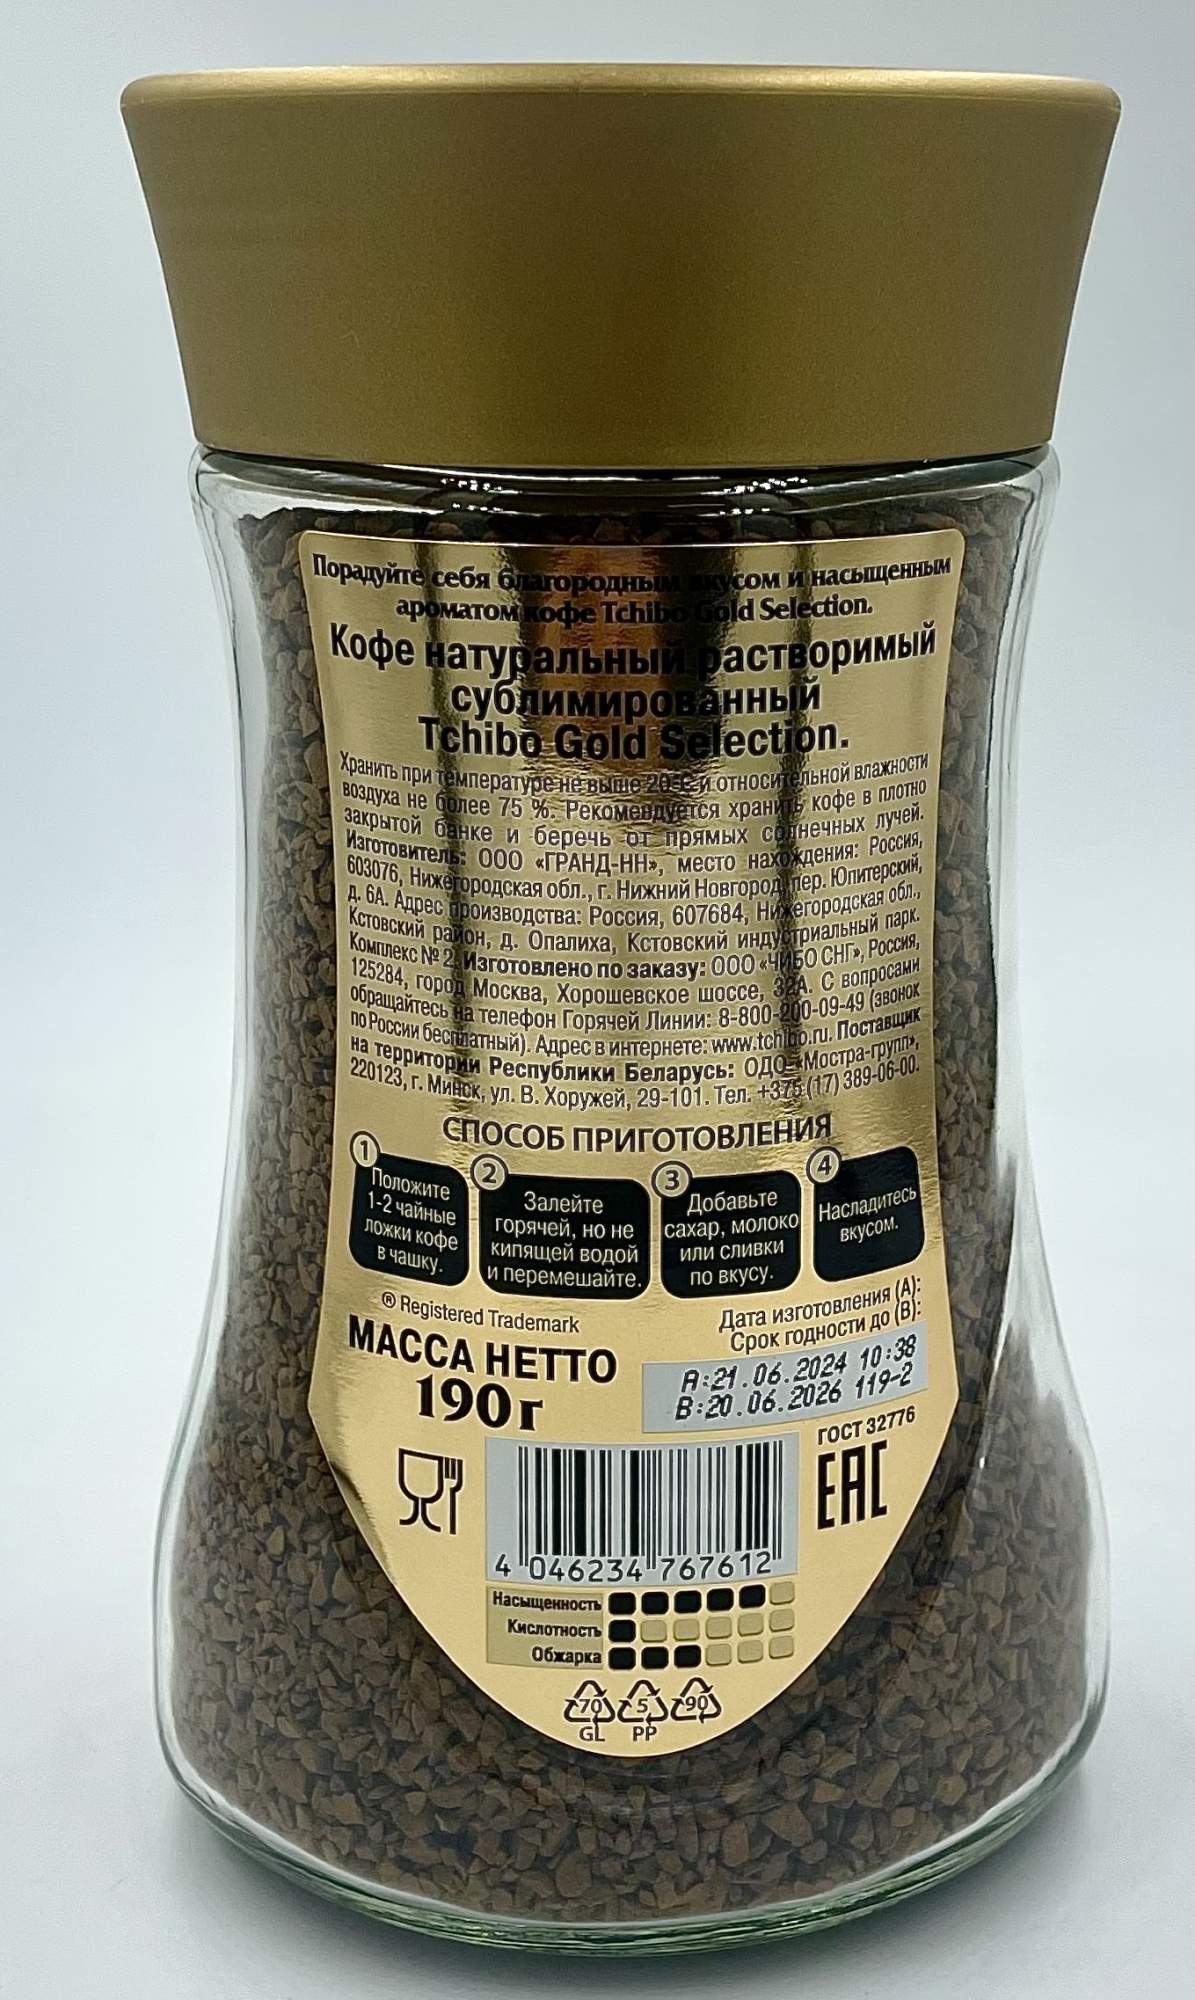 Порадуйте себя благородным вкусом и насыщенным
ароматом кофе Tchibo Gold Selection.
Кофе натуральный растворимый
сублимированный
Tchibo Gold Selection.
Хранить при температуре не выше 20°C и относительной влажности
воздуха не более 75 %. Рекомендуется хранить кофе в плотно
закрытой банке и беречь от прямых солнечных лучей.
Изготовитель: ООО «ГРАНД-НН», место нахождения: Россия,
603076, Нижегородская обл., г. Нижний Новгород, пер. Юпитерский,
д. 6А. Адрес производства: Россия, 607684, Нижегородская обл.,
Кстовский район, д. Опалиха, Кстовский индустриальный парк.
Комплекс № 2. Изготовлено по заказу: ООО «ЧИБО СНГ», Россия,
125284, город Москва, Хорошевское шоссе, 32А. С вопросами
обращайтесь на телефон Горячей Линии: 8-800-200-09-49 (звонок
по России бесплатный). Адрес в интернете: www.tchibo.ru. Поставщик
на территории Республики Беларусь: ОДО «Мостра-групп»,
220123, г. Минск, ул. В. Хоружей, 29-101. Тел. +375 (17) 389-06-00.
СПОСОБ ПРИГОТОВЛЕНИЯ
1
Положите
1-2 чайные
ложки кофе
в чашку.
2
Залейте
горячей, но не
кипящей водой
и перемешайте.
3
Добавьте
сахар, молоко
или сливки
по вкусу.
4
Насладитесь
вкусом.
® Registered Trademark
МАССА НЕТТО
190 г
Дата изготовления (A):
Срок годности до (B):
A:21.06.2024 10:38
B:20.06.2026 119-2
ГОСТ 32776
EAC
4 046234 767612
Насыщенность
Кислотность
Обжарка
70 5 90
GL PP